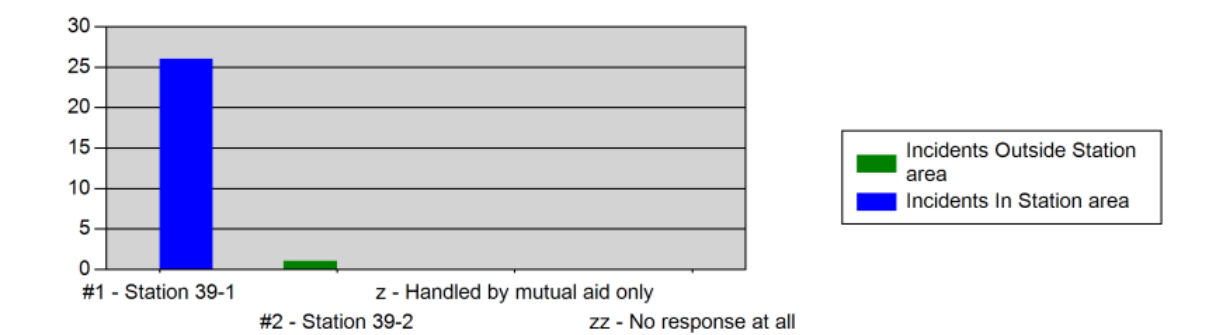 30
25
20
15
10
5
0
#1 - Station 39-1
z - Handled by mutual aid only
#2 - Station 39-2
zz - No response at all
Incidents Outside Station
area
Incidents In Station area